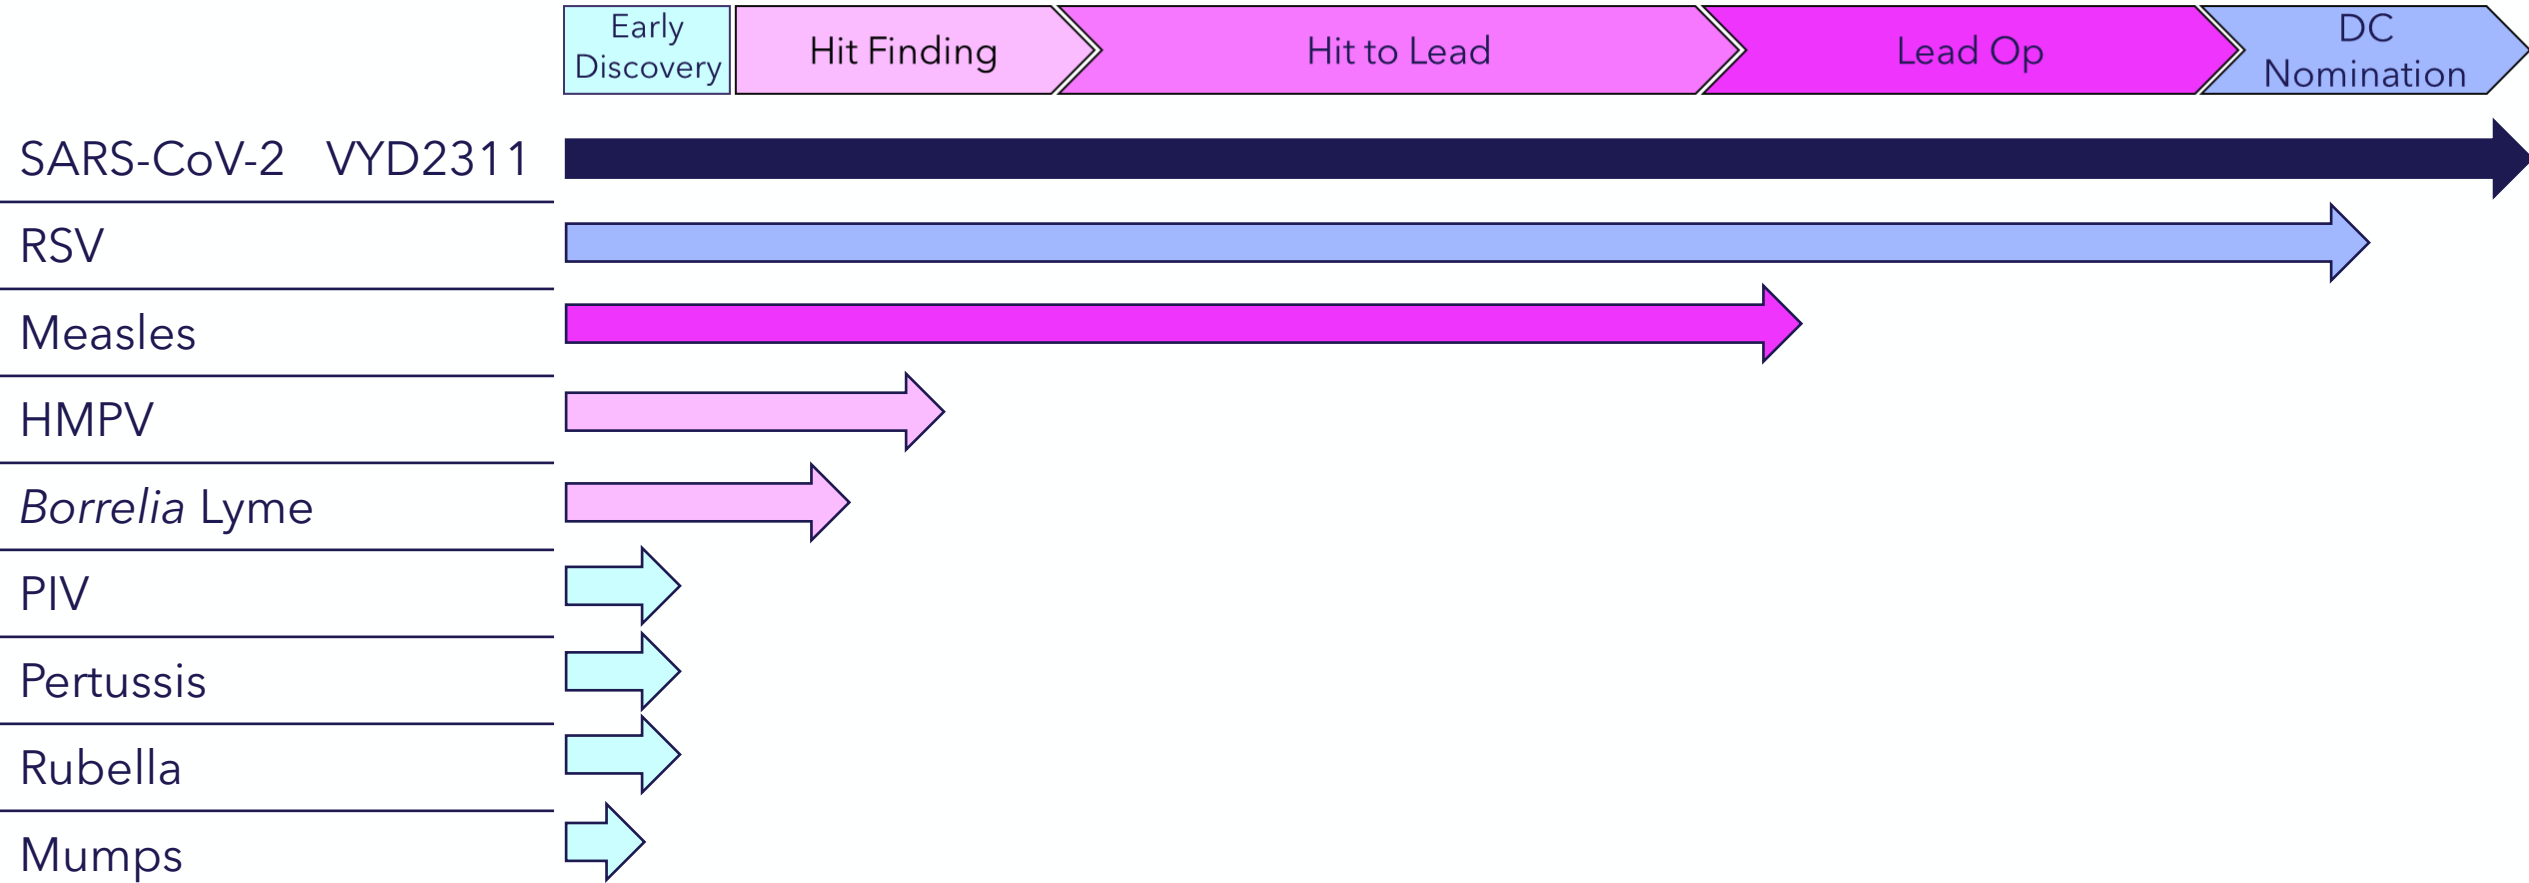 Early
Discovery
Hit Finding
Hit to Lead
Lead Op
DC
Nomination
SARS-CoV-2 VYD2311
RSV
Measles
HMPV
Borrelia Lyme
PIV
Pertussis
Rubella
Mumps